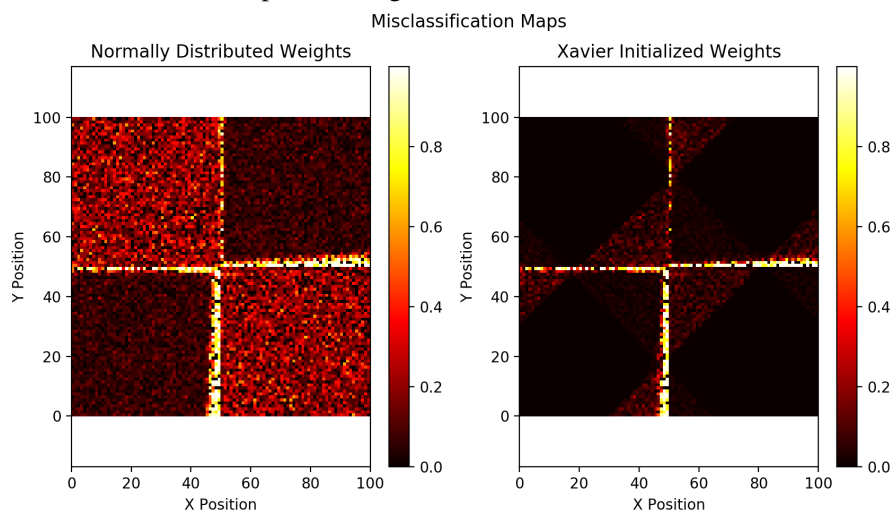 Misclassification Maps
Normally Distributed Weights
Xavier Initialized Weights
100
80
60
40
20
0
Y Position
0 20 40 60 80 100
X Position
0.8
0.6
0.4
0.2
0.0
100
80
60
40
20
0
Y Position
0 20 40 60 80 100
X Position
0.8
0.6
0.4
0.2
0.0